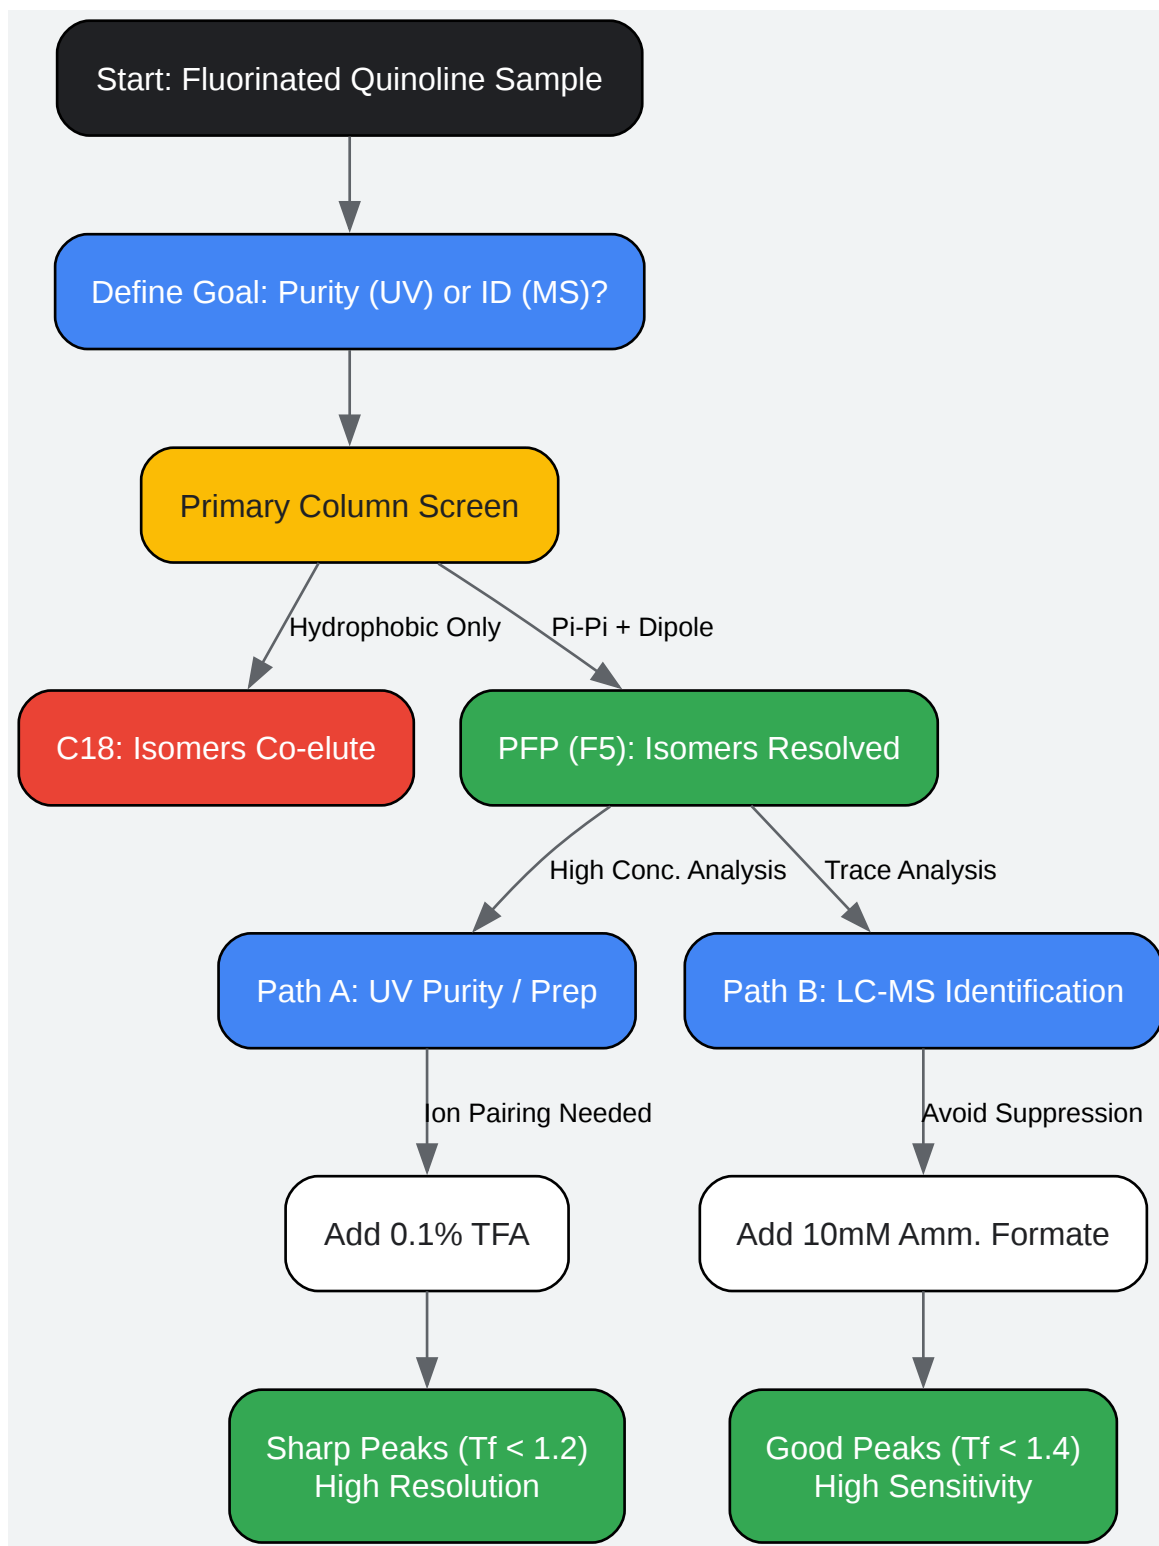 Start: Fluorinated Quinoline Sample
Define Goal: Purity (UV) or ID (MS)?
Primary Column Screen
Hydrophobic Only
Pi-Pi + Dipole
C18: Isomers Co-elute
PFP (F5): Isomers Resolved
High Conc. Analysis
Trace Analysis
Path A: UV Purity / Prep
Path B: LC-MS Identification
Ion Pairing Needed
Avoid Suppression
Add 0.1% TFA
Add 10mM Amm. Formate
Sharp Peaks (Tf < 1.2)
High Resolution
Good Peaks (Tf < 1.4)
High Sensitivity